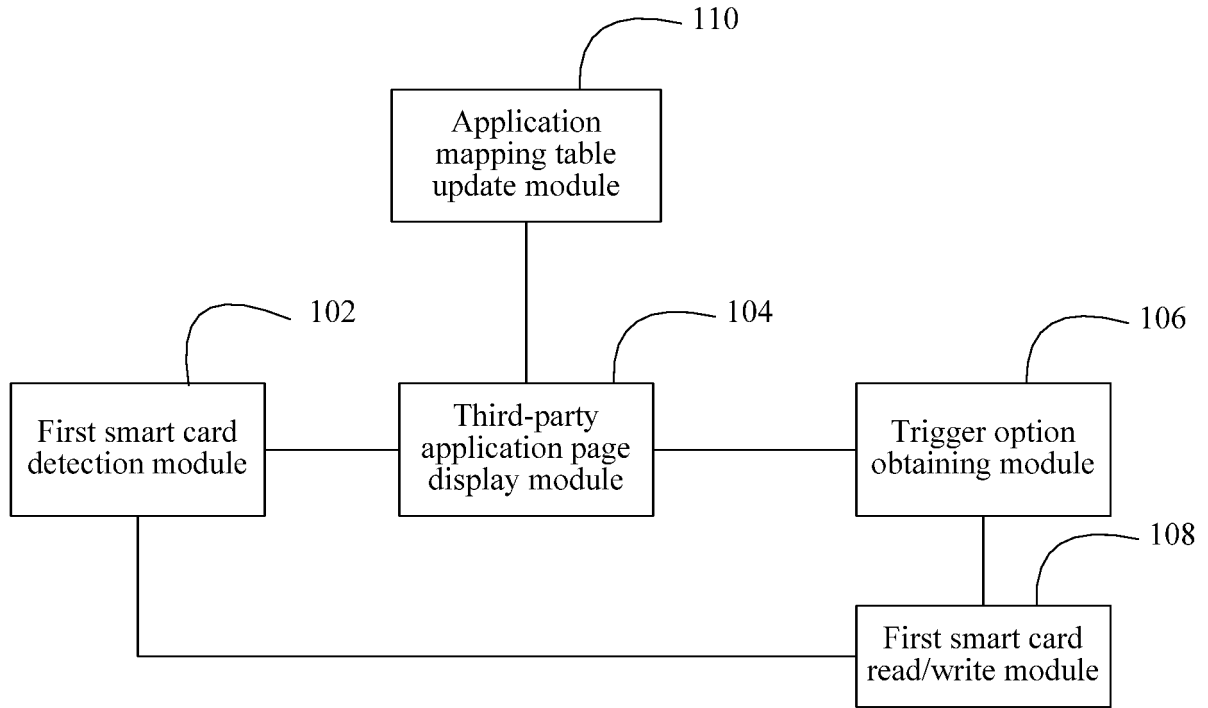 110
Application
mapping table
update module
102
104
106
First smart card
detection module
Third-party
application page
display module
Trigger option
obtaining module
108
First smart card
read/write module